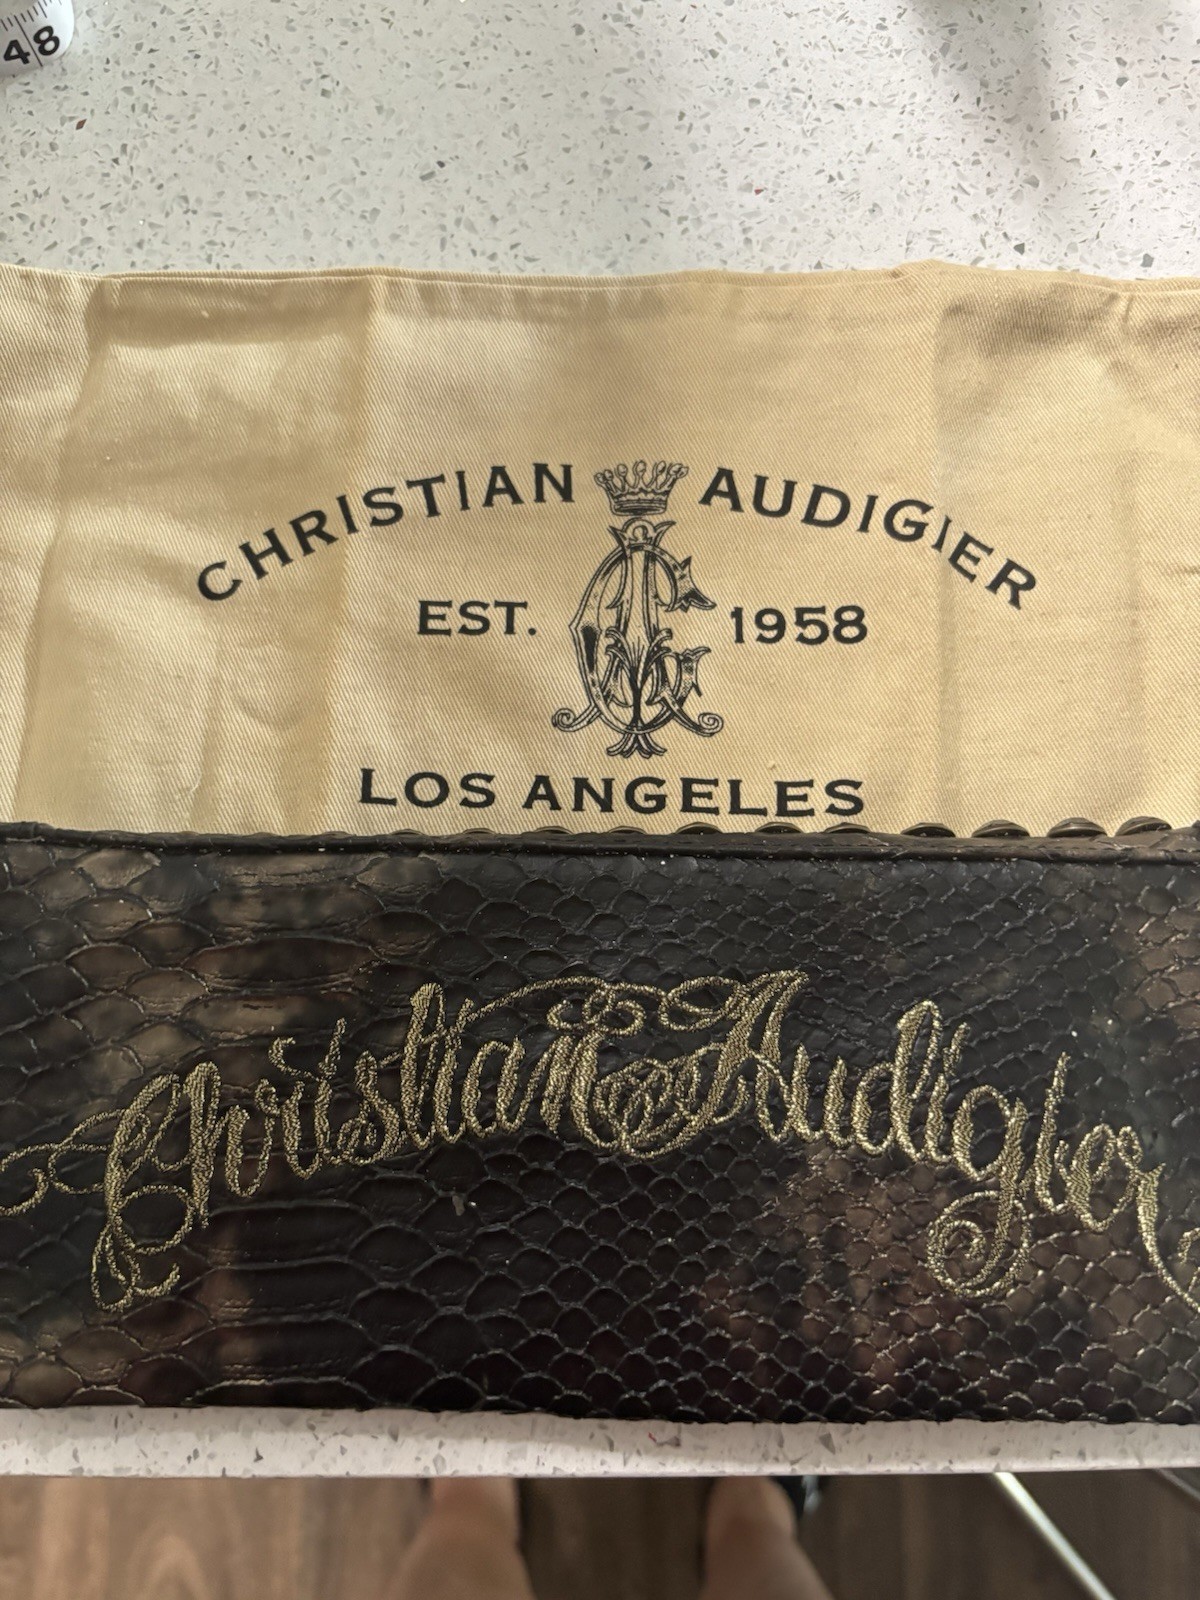 48
CHRISTIAN AUDIGIER
EST. 1958
LOS ANGELES
Christian Audigier